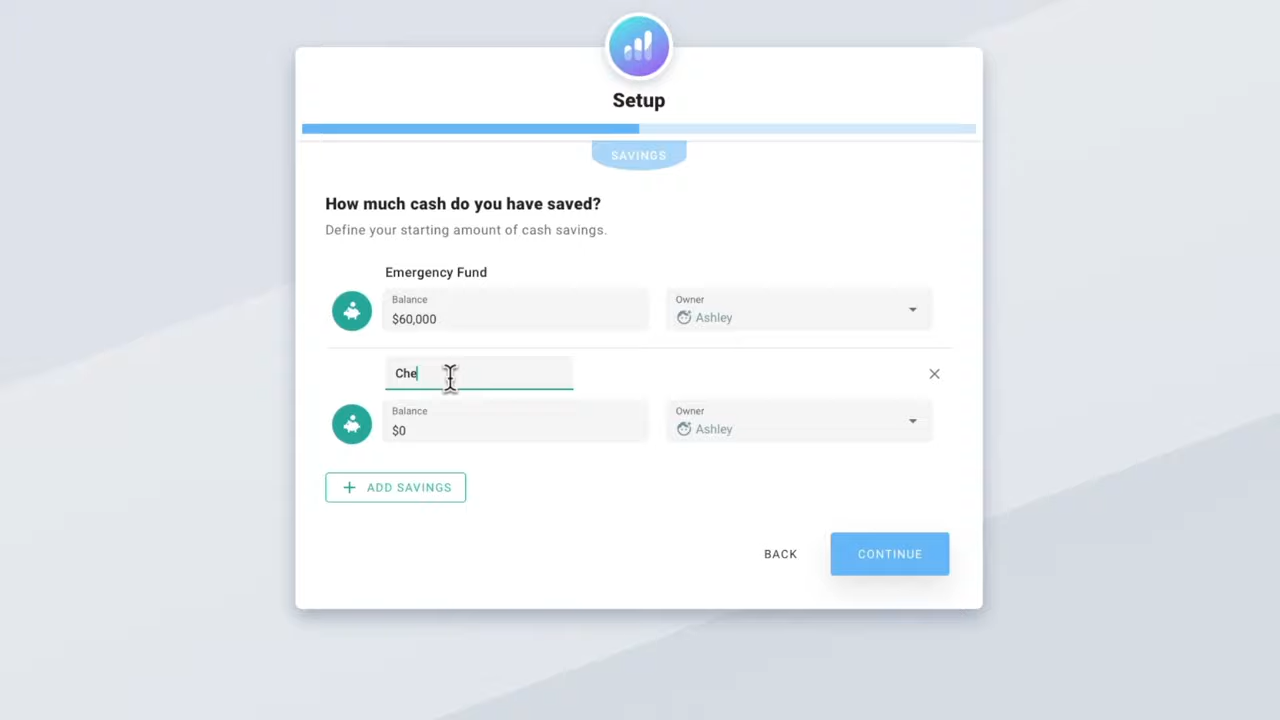 Setup
SAVINGS
How much cash do you have saved?
Define your starting amount of cash savings.
Emergency Fund
Balance
$60,000
Owner
Ashley
Che
Balance
$0
Owner
Ashley
ADD SAVINGS
BACK
CONTINUE